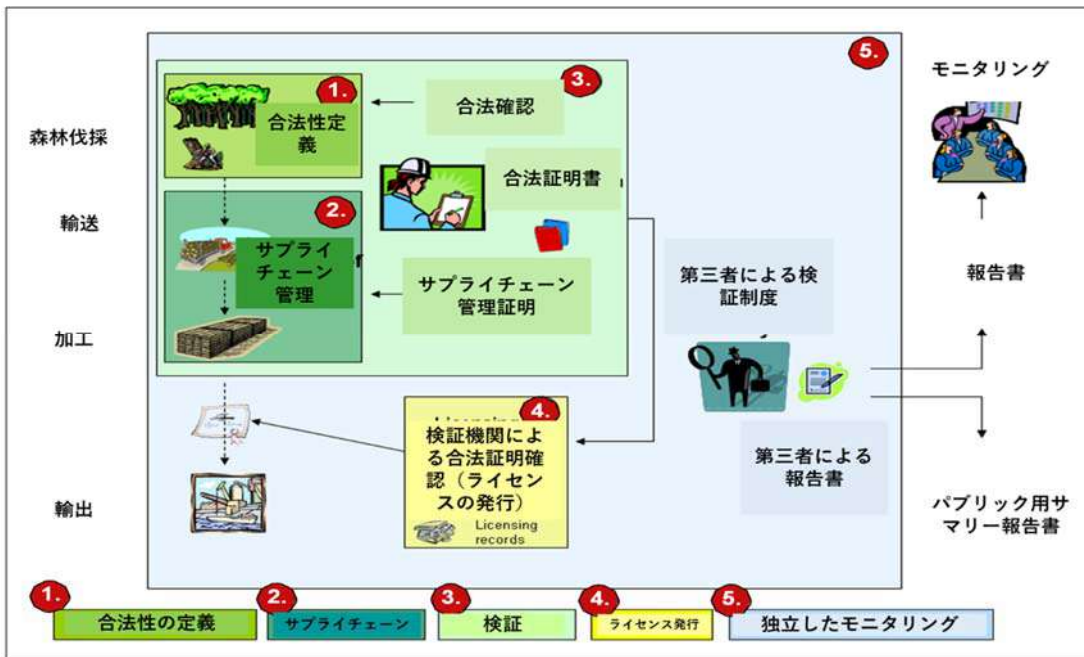 5.
モニタリング
3.
1.
合法確認
合法性定
義
森林伐採
合法証明書
2.
輸送
サプライ
チェーン
管理
サプライチェーン
管理証明
第三者による検
証制度
報告書
加工
4.
検証機関によ
る合法証明確
認（ライセン
スの発行）
Licensing
records
第三者による
報告書
輸出
パブリック用サ
マリー報告書
1.
合法性の定義
2.
サプライチェーン
3.
検証
4.
ライセンス発行
5.
独立したモニタリング